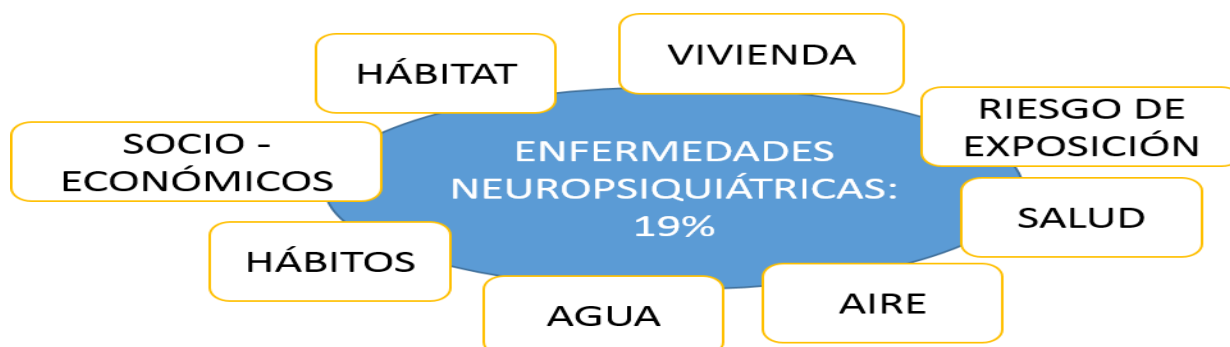 VIVIENDA
HÁBITAT
RIESGO DE
EXPOSICIÓN
SOCIO -
ECONÓMICOS
ENFERMEDADES
NEUROPSIQUIÁTRICAS:
19%
SALUD
HÁBITOS
AIRE
AGUA